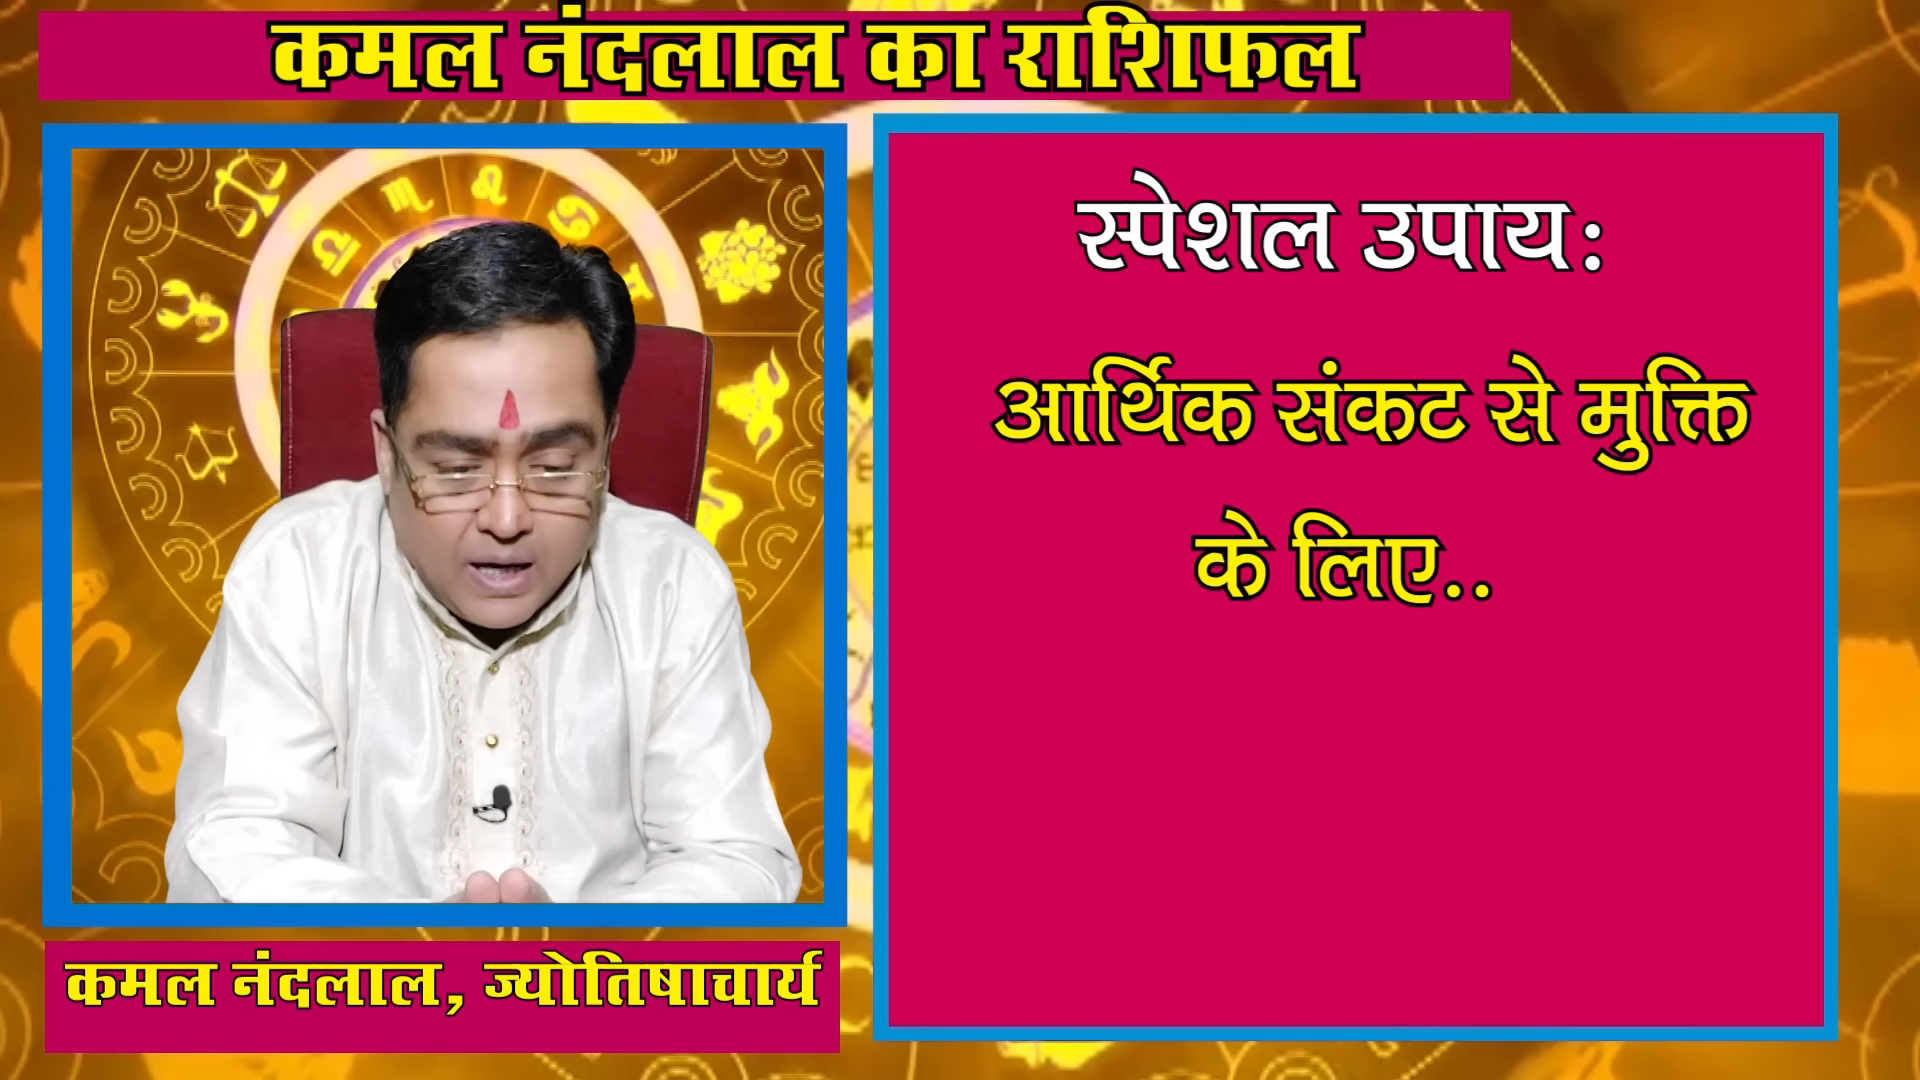 कमल नंदलाल का राशिफल
स्पेशल उपाय:
आर्थिक संकट से मुक्ति
के लिए..
कमल नंदलाल, ज्योतिषाचार्य